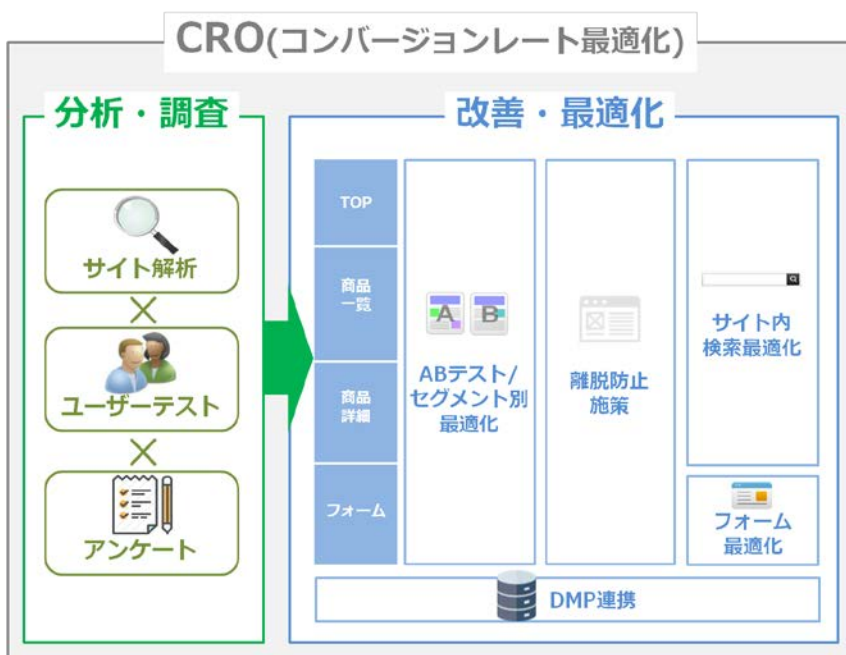 CRO(コンバージョンレート最適化)
分析・調査
サイト解析
×
ユーザーテスト
×
アンケート
改善・最適化
TOP
商品
一覧
商品
詳細
フォーム
A B
ABテスト/
セグメント別
最適化
離脱防止
施策
サイト内
検索最適化
フォーム
最適化
DMP連携